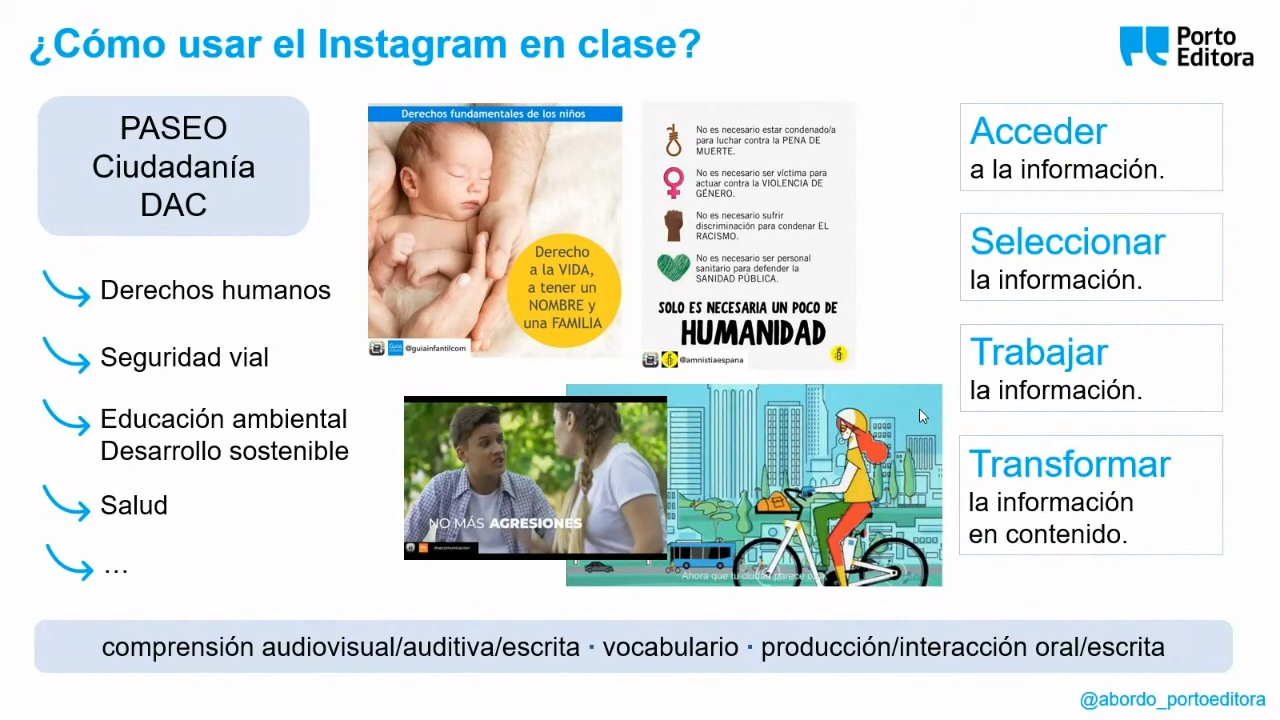 ¿Cómo usar el Instagram en clase?
Porto
Editora
PASEO
Ciudadanía
DAC
Derechos humanos
Seguridad vial
Educación ambiental
Desarrollo sostenible
Salud
...
Derechos fundamentales de los niños
Derecho
a la VIDA,
a tener un
NOMBRE y
una FAMILIA
@guiainfantilcom
No es necesario estar condenado/a
para luchar contra la PENA DE
MUERTE.
No es necesario ser víctima para
actuar contra la VIOLENCIA DE
GÉNERO.
No es necesario sufrir
discriminación para condenar EL
RACISMO.
No es necesario ser personal
sanitario para defender la
SANIDAD PÚBLICA.
SOLO ES NECESARIA UN POCO DE
HUMANIDAD
@amnistiaespana
NO MÁS AGRESIONES
Ahora que tu ciudad parece
Acceder
a la información.
Seleccionar
la información.
Trabajar
la información.
Transformar
la información
en contenido.
comprensión audiovisual/auditiva/escrita · vocabulario · producción/interacción oral/escrita
@abordo_portoeditora